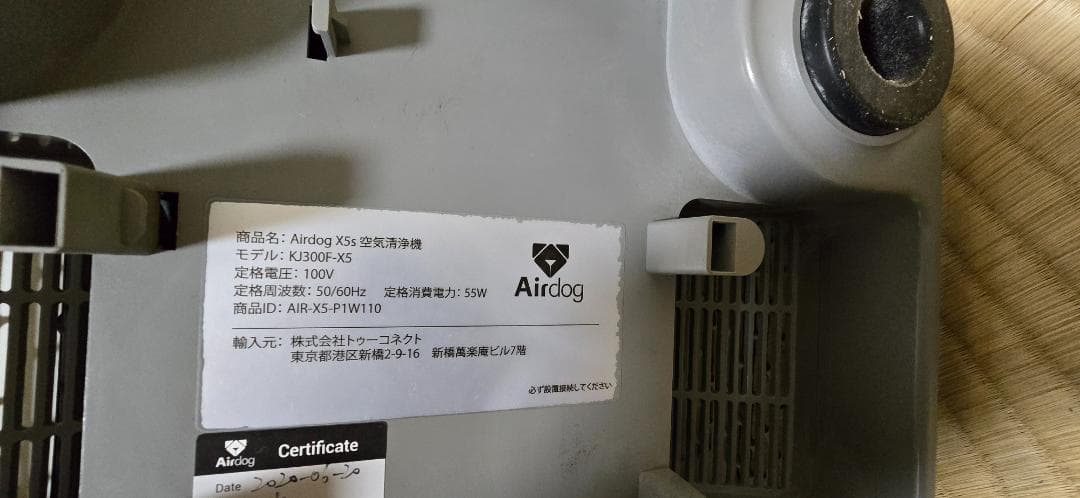 商品名: Airdog X5s 空気清浄機
モデル: KJ300F-X5
定格電圧: 100V
定格周波数: 50/60Hz 定格消費電力: 55W
商品ID: AIR-X5-P1W110
Airdog
輸入元: 株式会社トゥーコネクト
東京都港区新橋2-9-16 新橋萬楽庵ビル7階
必ず設置接続してください
Airdog Certificate
Date 2020-06-30